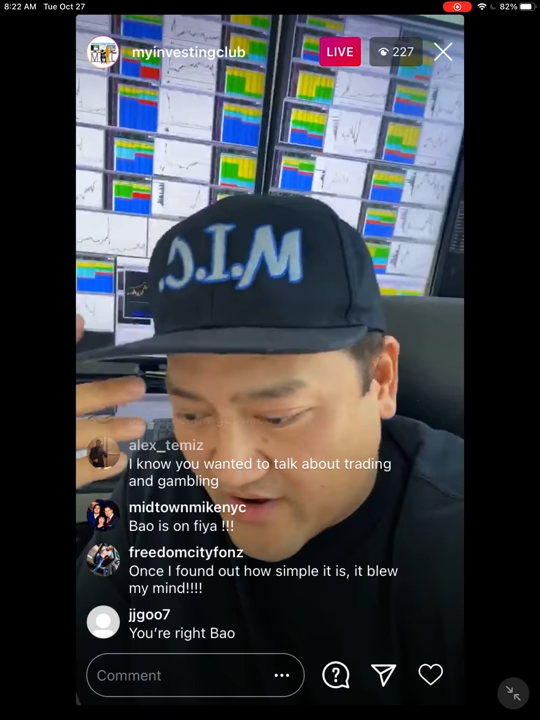 8:22 AM Tue Oct 27
82%
myinvestingclub
LIVE
227
M.I.C.
alex_temiz
I know you wanted to talk about trading
and gambling
midtownmikenyc
Bao is on fiya !!!
freedomcityfonz
Once I found out how simple it is, it blew
my mind!!!!
jjgoo7
You’re right Bao
Comment